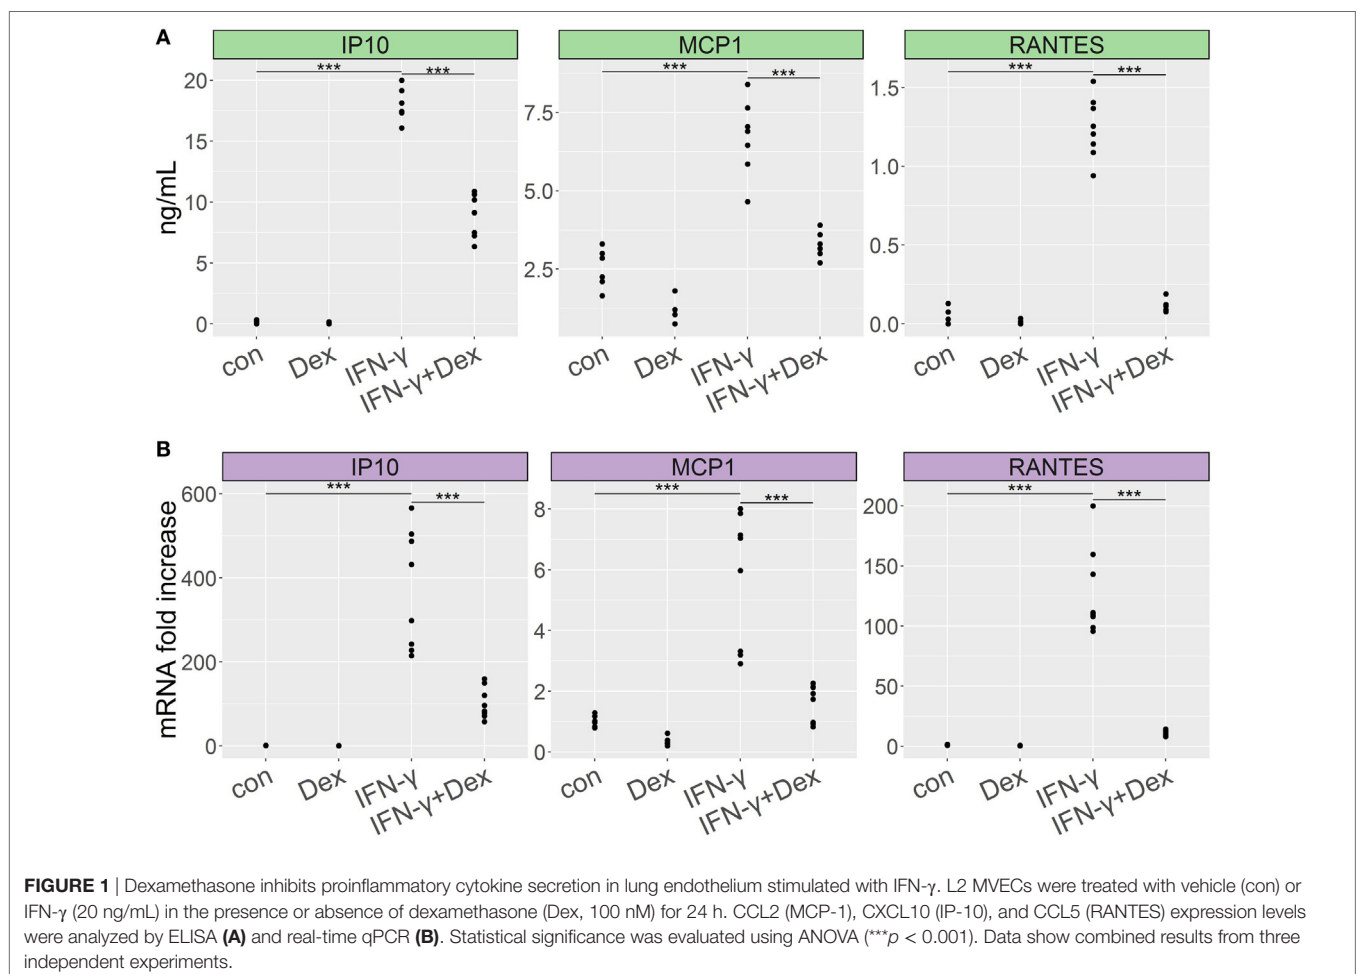 A
IP10
MCP1
RANTES
ng/mL
***
***
20
15
10
5
0
con
Dex
IFN-γ
IFN-γ+Dex
***
***
7.5
5.0
2.5
con
Dex
IFN-γ
IFN-γ+Dex
***
***
1.5
1.0
0.5
0.0
con
Dex
IFN-γ
IFN-γ+Dex
B
IP10
MCP1
RANTES
mRNA fold increase
***
***
600
400
200
0
con
Dex
IFN-γ
IFN-γ+Dex
***
***
8
6
4
2
0
con
Dex
IFN-γ
IFN-γ+Dex
***
***
200
150
100
50
0
con
Dex
IFN-γ
IFN-γ+Dex
FIGURE 1 | Dexamethasone inhibits proinflammatory cytokine secretion in lung endothelium stimulated with IFN-γ. L2 MVECs were treated with vehicle (con) or
IFN-γ (20 ng/mL) in the presence or absence of dexamethasone (Dex, 100 nM) for 24 h. CCL2 (MCP-1), CXCL10 (IP-10), and CCL5 (RANTES) expression levels
were analyzed by ELISA (A) and real-time qPCR (B). Statistical significance was evaluated using ANOVA (***p < 0.001). Data show combined results from three
independent experiments.